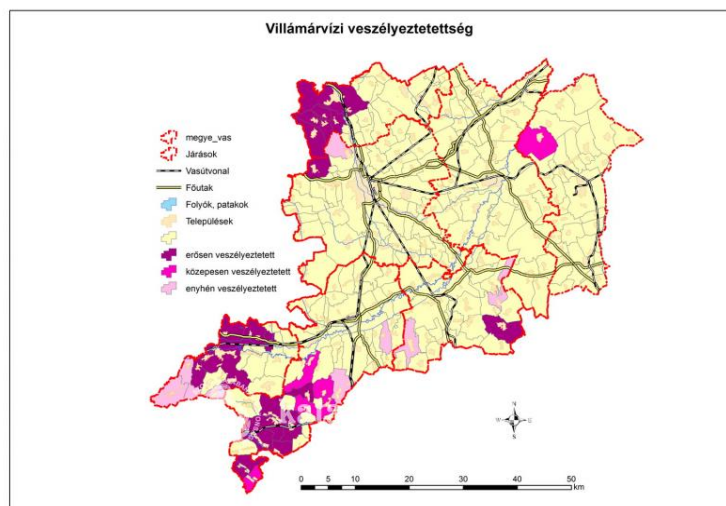 Villámárvízi veszélyeztetettség
megye_vas
Járások
Vasútvonal
Főutak
Folyók, patakok
Települések
erősen veszélyeztetett
közepesen veszélyeztetett
enyhén veszélyeztetett
N
W E
S
0 5 10 20 30 40 50
km